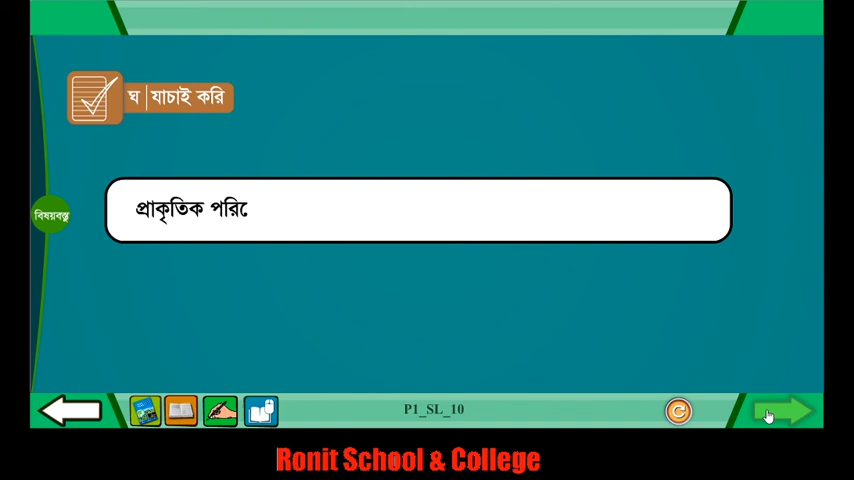 ঘ | যাচাই করি
প্রাকৃতিক পরিে
বিষয়বস্তু
P1_SL_10
Ronit School & College